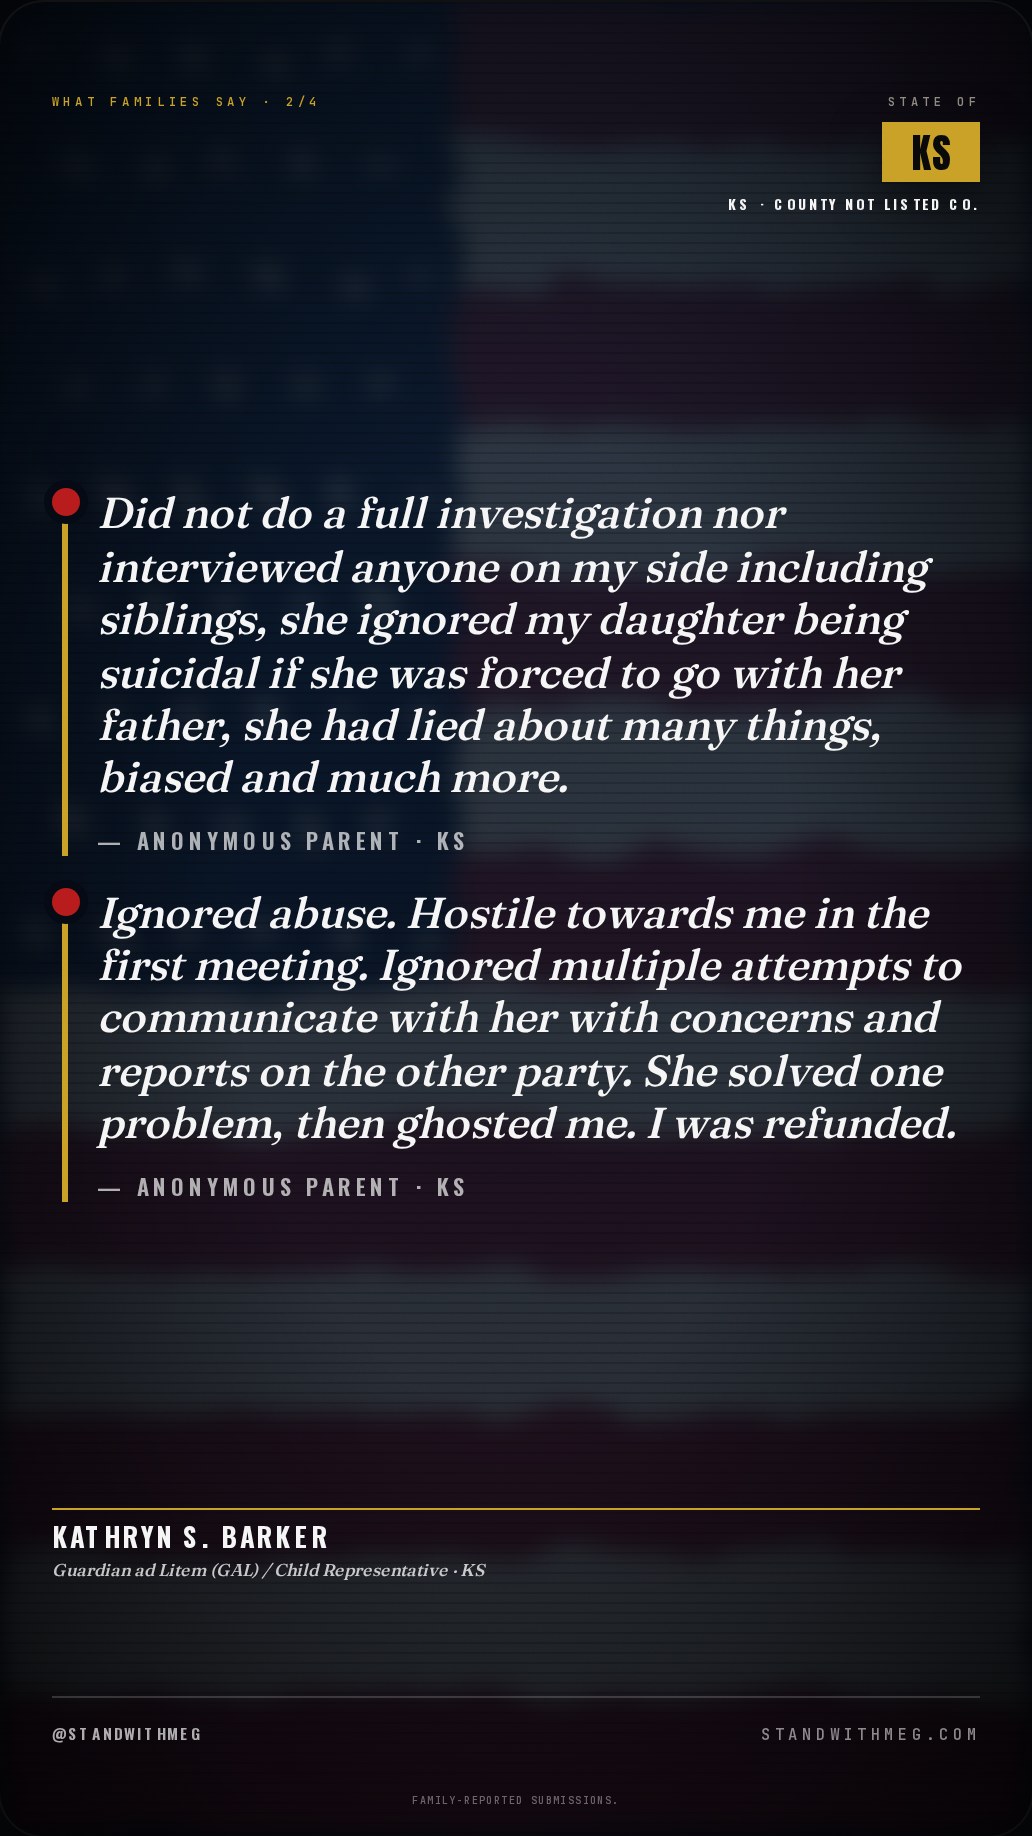 WHAT FAMILIES SAY · 2/4
STATE OF
KS
KS · COUNTY NOT LISTED CO.
Did not do a full investigation nor
interviewed anyone on my side including
siblings, she ignored my daughter being
suicidal if she was forced to go with her
father, she had lied about many things,
biased and much more.
— ANONYMOUS PARENT · KS
Ignored abuse. Hostile towards me in the
first meeting. Ignored multiple attempts to
communicate with her with concerns and
reports on the other party. She solved one
problem, then ghosted me. I was refunded.
— ANONYMOUS PARENT · KS
KATHRYN S. BARKER
Guardian ad Litem (GAL) / Child Representative · KS
@STANDWITHMEG
STANDWITHMEG.COM
FAMILY-REPORTED SUBMISSIONS.